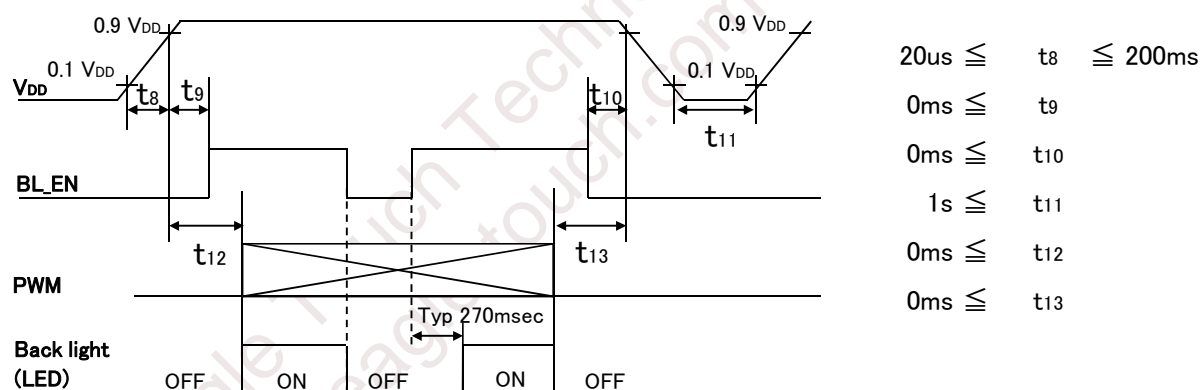 0.9 VDD
0.9 VDD
0.1 VDD
0.1 VDD
VDD
t8
t9
t10
t11
BL_EN
t12
t13
PWM
Typ 270msec
Back light
(LED)
OFF ON OFF ON OFF
20us ≦ t8 ≦ 200ms
0ms ≦ t9
0ms ≦ t10
1s ≦ t11
0ms ≦ t12
0ms ≦ t13